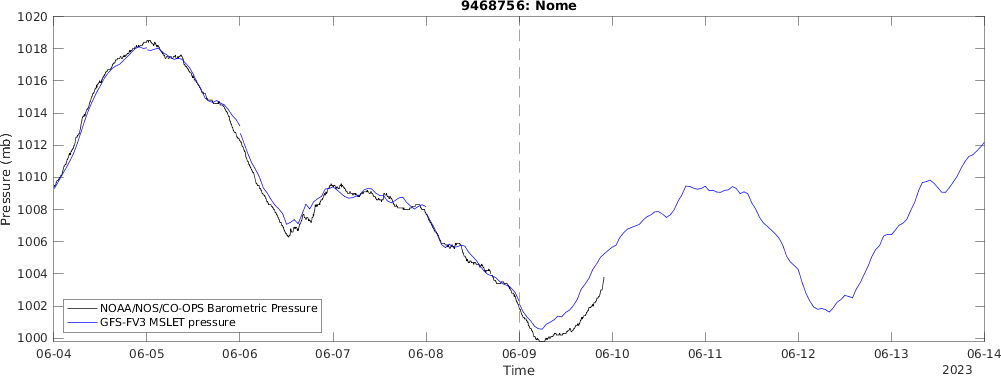 9468756: Nome
Pressure (mb)
1020
1018
1016
1014
1012
1010
1008
1006
1004
1002
1000
NOAA/NOS/CO-OPS Barometric Pressure
GFS-FV3 MSLET pressure
06-04 06-05 06-06 06-07 06-08 06-09 06-10 06-11 06-12 06-13 06-14
Time
2023